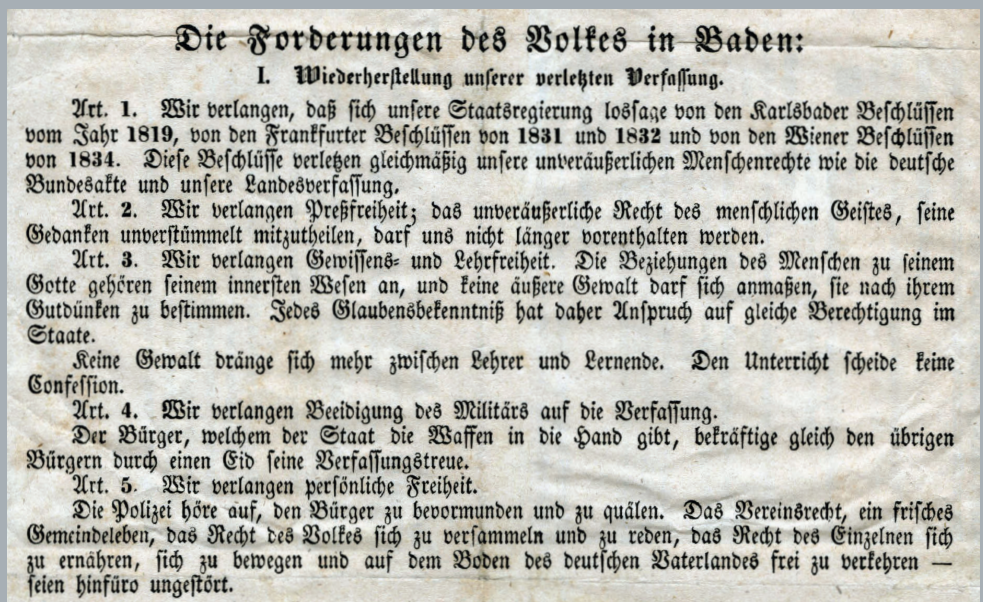 Die Forderungen des Volkes in Baden:
I. Wiederherstellung unserer verletzten Verfassung.
Art. 1. Wir verlangen, daß sich unsere Staatsregierung lossage von den Karlsbader Beschlüssen
vom Jahr 1819, von den Frankfurter Beschlüssen von 1831 und 1832 und von den Wiener Beschlüssen
von 1834. Diese Beschlüsse verletzen gleichmäßig unsere unveräußerlichen Menschenrechte wie die deutsche
Bundesakte und unsere Landesverfassung.
Art. 2. Wir verlangen Preßfreiheit; das unveräußerliche Recht des menschlichen Geistes, seine
Gedanken unverstümmelt mitzutheilen, darf uns nicht länger vorenthalten werden.
Art. 3. Wir verlangen Gewissens- und Lehrfreiheit. Die Beziehungen des Menschen zu seinem
Gotte gehören seinem innersten Wesen an, und keine äußere Gewalt darf sich anmaßen, sie nach ihrem
Gutdünken zu bestimmen. Jedes Glaubensbekenntniß hat daher Anspruch auf gleiche Berechtigung im
Staate.
Keine Gewalt dränge sich mehr zwischen Lehrer und Lernende. Den Unterricht scheide keine
Confession.
Art. 4. Wir verlangen Beeidigung des Militärs auf die Verfassung.
Der Bürger, welchem der Staat die Waffen in die Hand gibt, bekräftige gleich den übrigen
Bürgern durch einen Eid seine Verfassungstreue.
Art. 5. Wir verlangen persönliche Freiheit.
Die Polizei höre auf, den Bürger zu bevormunden und zu quälen. Das Vereinsrecht, ein frisches
Gemeindeleben, das Recht des Volkes sich zu versammeln und zu reden, das Recht des Einzelnen sich
zu ernähren, sich zu bewegen und auf dem Boden des deutschen Vaterlandes frei zu verkehren —
seien hinfüro ungestört.